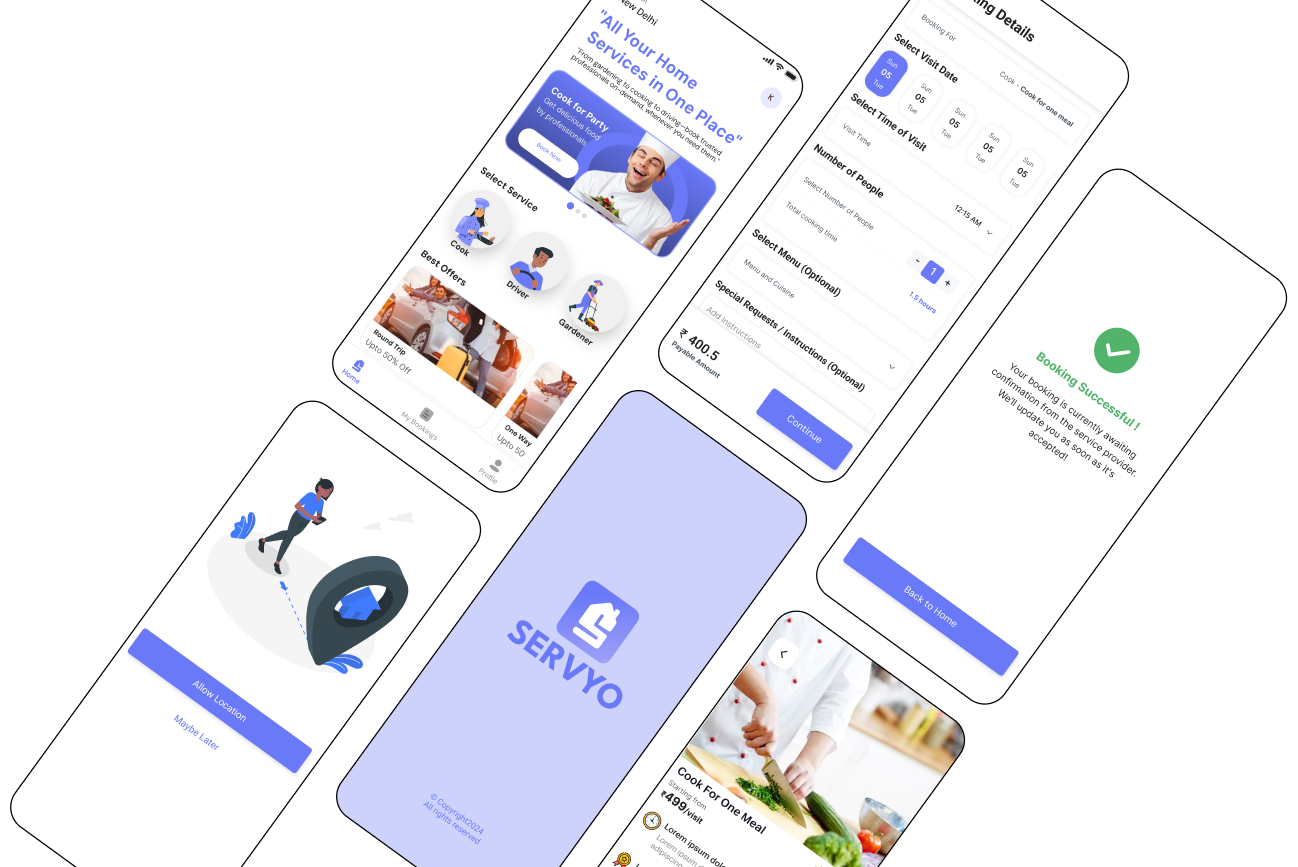 New Delhi
"All Your Home
Services in One Place"
"From gardening to cooking to driving—book trusted
professionals on-demand, whenever you need them."
K
Cook for Party
Get delicious food
by professionals
Book Now
Select Service
Cook
Driver
Gardener
Best Offers
Round Trip
Upto 50% Off
One Way
Upto 50
Home
My Bookings
Profile
Details
Booking For
Cook - Cook for one meal
Select Visit Date
Sun
05
Tue
Sun
05
Tue
Sun
05
Tue
Sun
05
Tue
Sun
05
Tue
Select Time of Visit
Visit Time
12:15 AM
Number of People
Select Number of People
- 1 +
Total cooking time
1.5 hours
Select Menu (Optional)
Menu and Cuisine
Special Requests / Instructions (Optional)
Add instructions
₹ 400.5
Payable Amount
Continue
Booking Successful !
Your booking is currently awaiting
confirmation from the service provider.
We'll update you as soon as it's
accepted!
Back to Home
Allow Location
Maybe Later
SERVYO
© Copyright2024
All rights reserved
Cook For One Meal
Starting from
₹499/visit
Lorem ipsum dolo
Lorem ipsum d
adipiscing